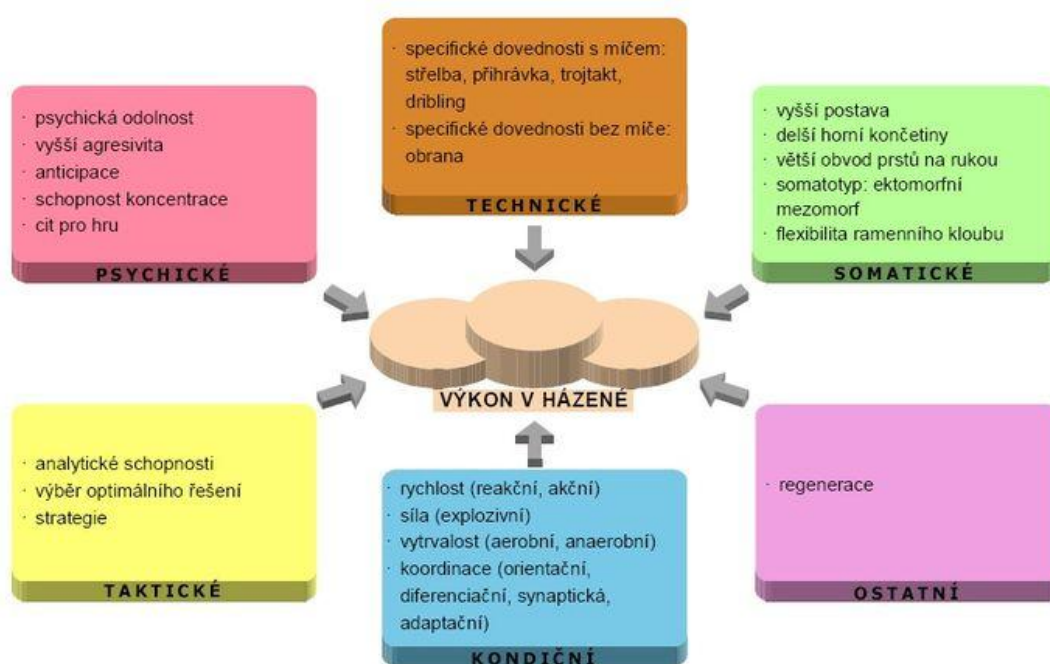 · psychická odolnost
· vyšší agresivita
· anticipace
· schopnost koncentrace
· cit pro hru
PSYCHICKÉ
· specifické dovednosti s míčem:
střelba, přihrávka, trojtakt,
dribling
· specifické dovednosti bez míče:
obrana
TECHNICKÉ
· vyšší postava
· delší horní končetiny
· větší obvod prstů na rukou
· somatotyp: ektomorfní
mezomorf
· flexibilita ramenního kloubu
SOMATICKÉ
VÝKON V HÁZENÉ
· analytické schopnosti
· výběr optimálního řešení
· strategie
TAKTICKÉ
· rychlost (reakční, akční)
· síla (explozivní)
· vytrvalost (aerobní, anaerobní)
· koordinace (orientační,
diferenciační, synaptická,
adaptační)
KONDIČNÍ
· regenerace
OSTATNÍ